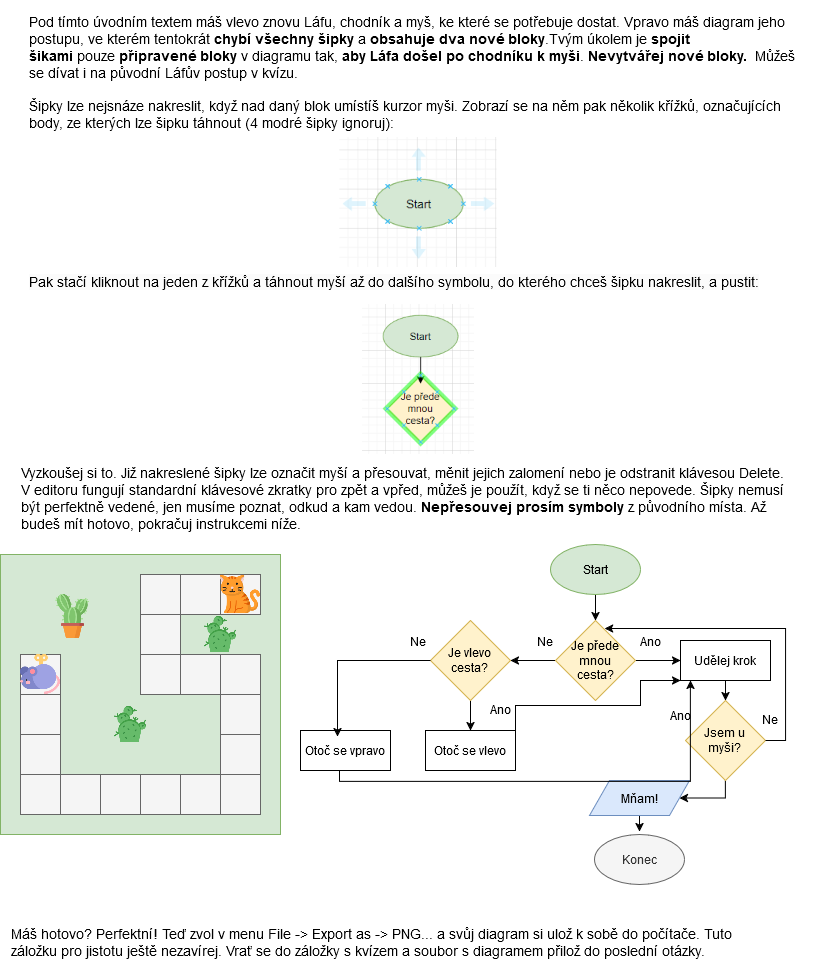 Pod tímto úvodním textem máš vlevo znovu Láfu, chodník a myš, ke které se potřebuje dostat. Vpravo máš diagram jeho
postupu, ve kterém tentokrát chybí všechny šipky a obsahuje dva nové bloky.Tvým úkolem je spojit
šikami pouze připravené bloky v diagramu tak, aby Láfa došel po chodníku k myši. Nevytvářej nové bloky.  Můžeš
se dívat i na původní Láfův postup v kvízu.
Šipky lze nejsnáze nakreslit, když nad daný blok umístíš kurzor myši. Zobrazí se na něm pak několik křížků, označujících
body, ze kterých lze šipku táhnout (4 modré šipky ignoruj):
Start
Pak stačí kliknout na jeden z křížků a táhnout myší až do dalšího symbolu, do kterého chceš šipku nakreslit, a pustit:
Start
Je přede
mnou
cesta?
Vyzkoušej si to. Již nakreslené šipky lze označit myší a přesouvat, měnit jejich zalomení nebo je odstranit klávesou Delete.
V editoru fungují standardní klávesové zkratky pro zpět a vpřed, můžeš je použít, když se ti něco nepovede. Šipky nemusí
být perfektně vedené, jen musíme poznat, odkud a kam vedou. Nepřesouvej prosím symboly z původního místa. Až
budeš mít hotovo, pokračuj instrukcemi níže.
Start
Ne
Je vlevo
cesta?
Ne
Je přede
mnou
cesta?
Ano
Udělej krok
Ano
Ano
Ne
Jsem u
myši?
Otoč se vpravo
Otoč se vlevo
Mňam!
Konec
Máš hotovo? Perfektní! Teď zvol v menu File -> Export as -> PNG... a svůj diagram si ulož k sobě do počítače. Tuto
záložku pro jistotu ještě nezavírej. Vrať se do záložky s kvízem a soubor s diagramem přilož do poslední otázky.